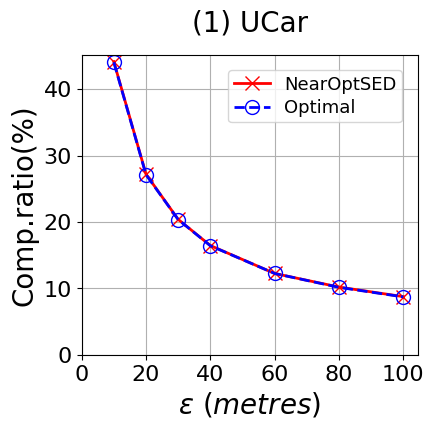 (1) UCar
Comp.ratio(%)
40
30
20
10
0
NearOptSED
Optimal
0 20 40 60 80 100
ε (metres)